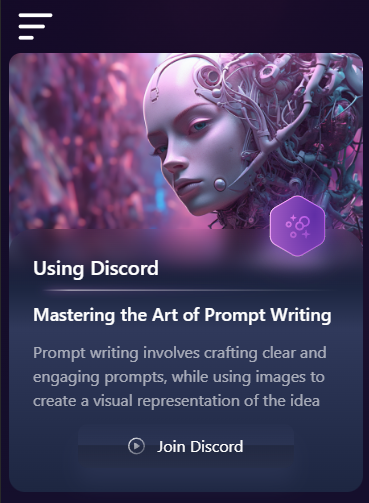 Using Discord
Mastering the Art of Prompt Writing
Prompt writing involves crafting clear and
engaging prompts, while using images to
create a visual representation of the idea
Join Discord